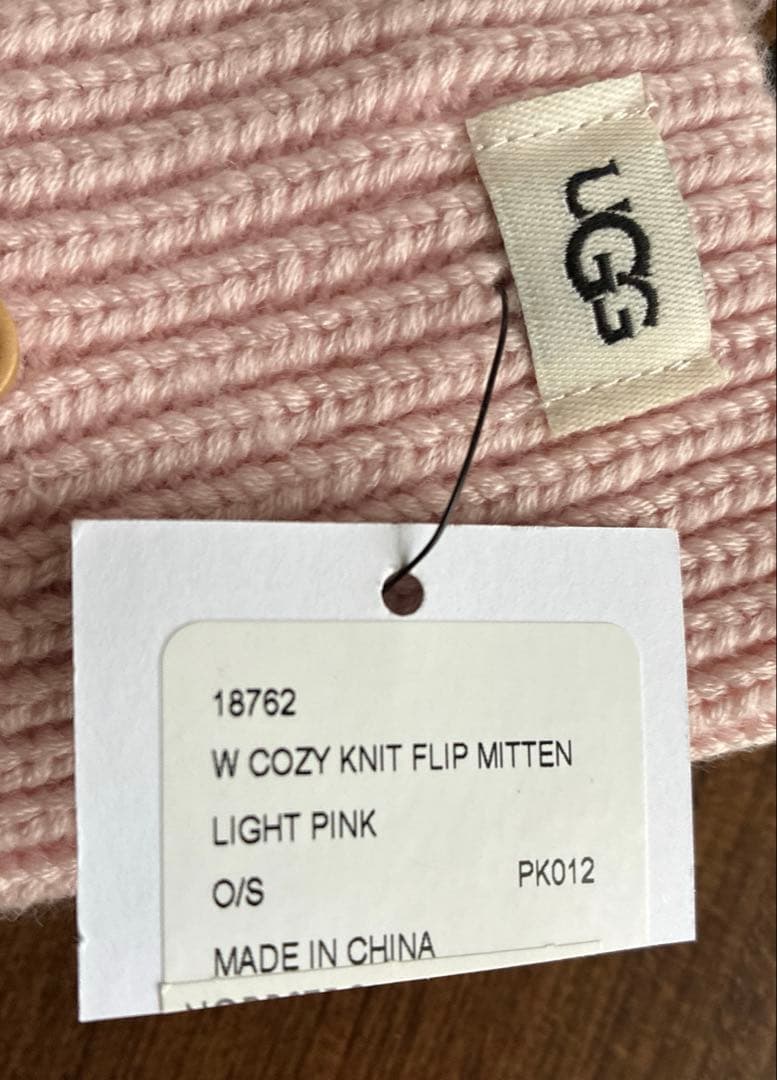 UGG
18762
W COZY KNIT FLIP MITTEN
LIGHT PINK
O/S PK012
MADE IN CHINA